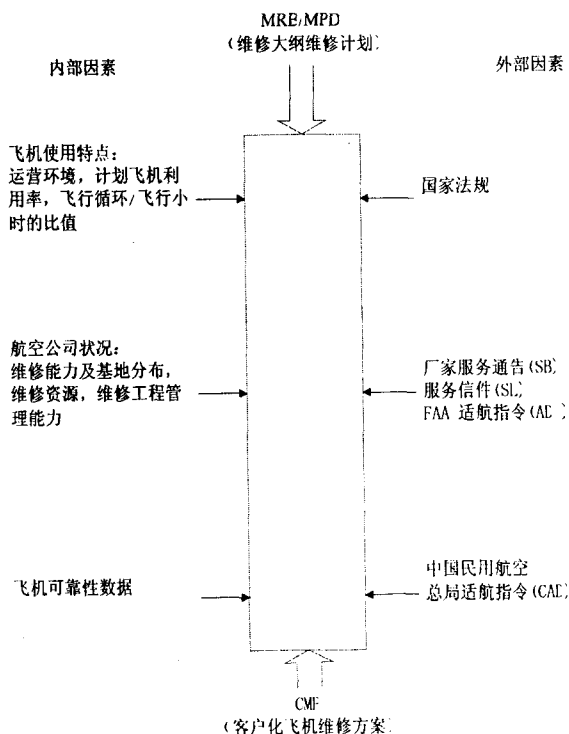 MRB/MPD
(维修大纲维修计划)
内部因素
外部因素
飞机使用特点:
运营环境, 计划飞机利
用率, 飞行循环/飞行小
时的比值
国家法规
航空公司状况:
维修能力及基地分布,
维修资源, 维修工程管
理能力
厂家服务通告(SB)
服务信件(SL)
FAA 适航指令(AD)
飞机可靠性数据
中国民用航空
总局适航指令(CAD)
CMP
(客户化飞机维修方案)